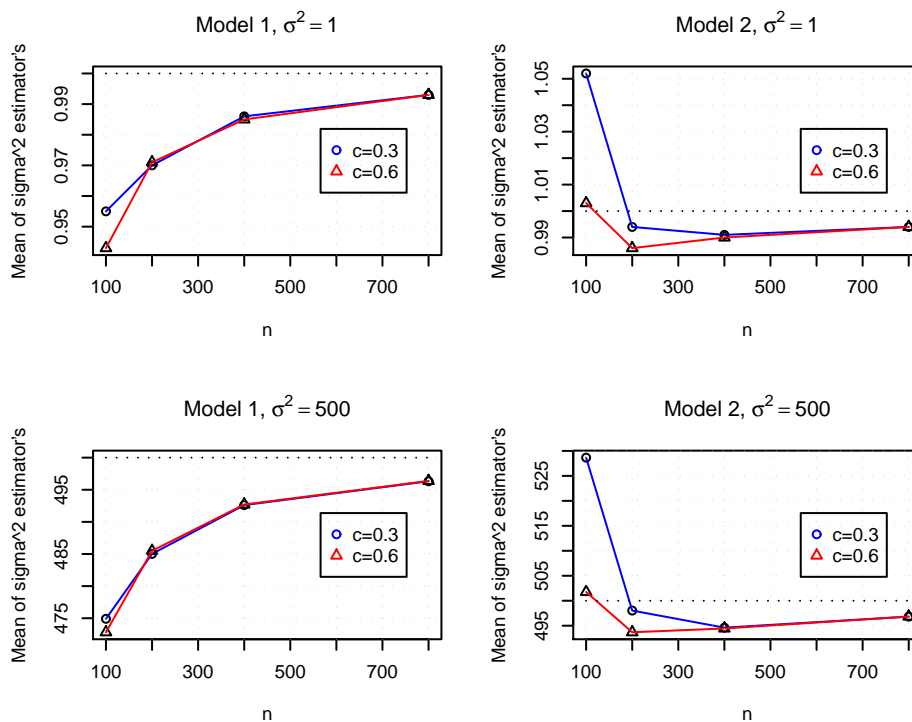 Model 1, σ² = 1
Mean of sigma^2 estimator's
0.95 0.97 0.99
c=0.3
c=0.6
100 300 500 700
n
Model 2, σ² = 1
Mean of sigma^2 estimator's
0.99 1.01 1.03 1.05
c=0.3
c=0.6
100 300 500 700
n
Model 1, σ² = 500
Mean of sigma^2 estimator's
475 485 495
c=0.3
c=0.6
100 300 500 700
n
Model 2, σ² = 500
Mean of sigma^2 estimator's
495 505 515 525
c=0.3
c=0.6
100 300 500 700
n